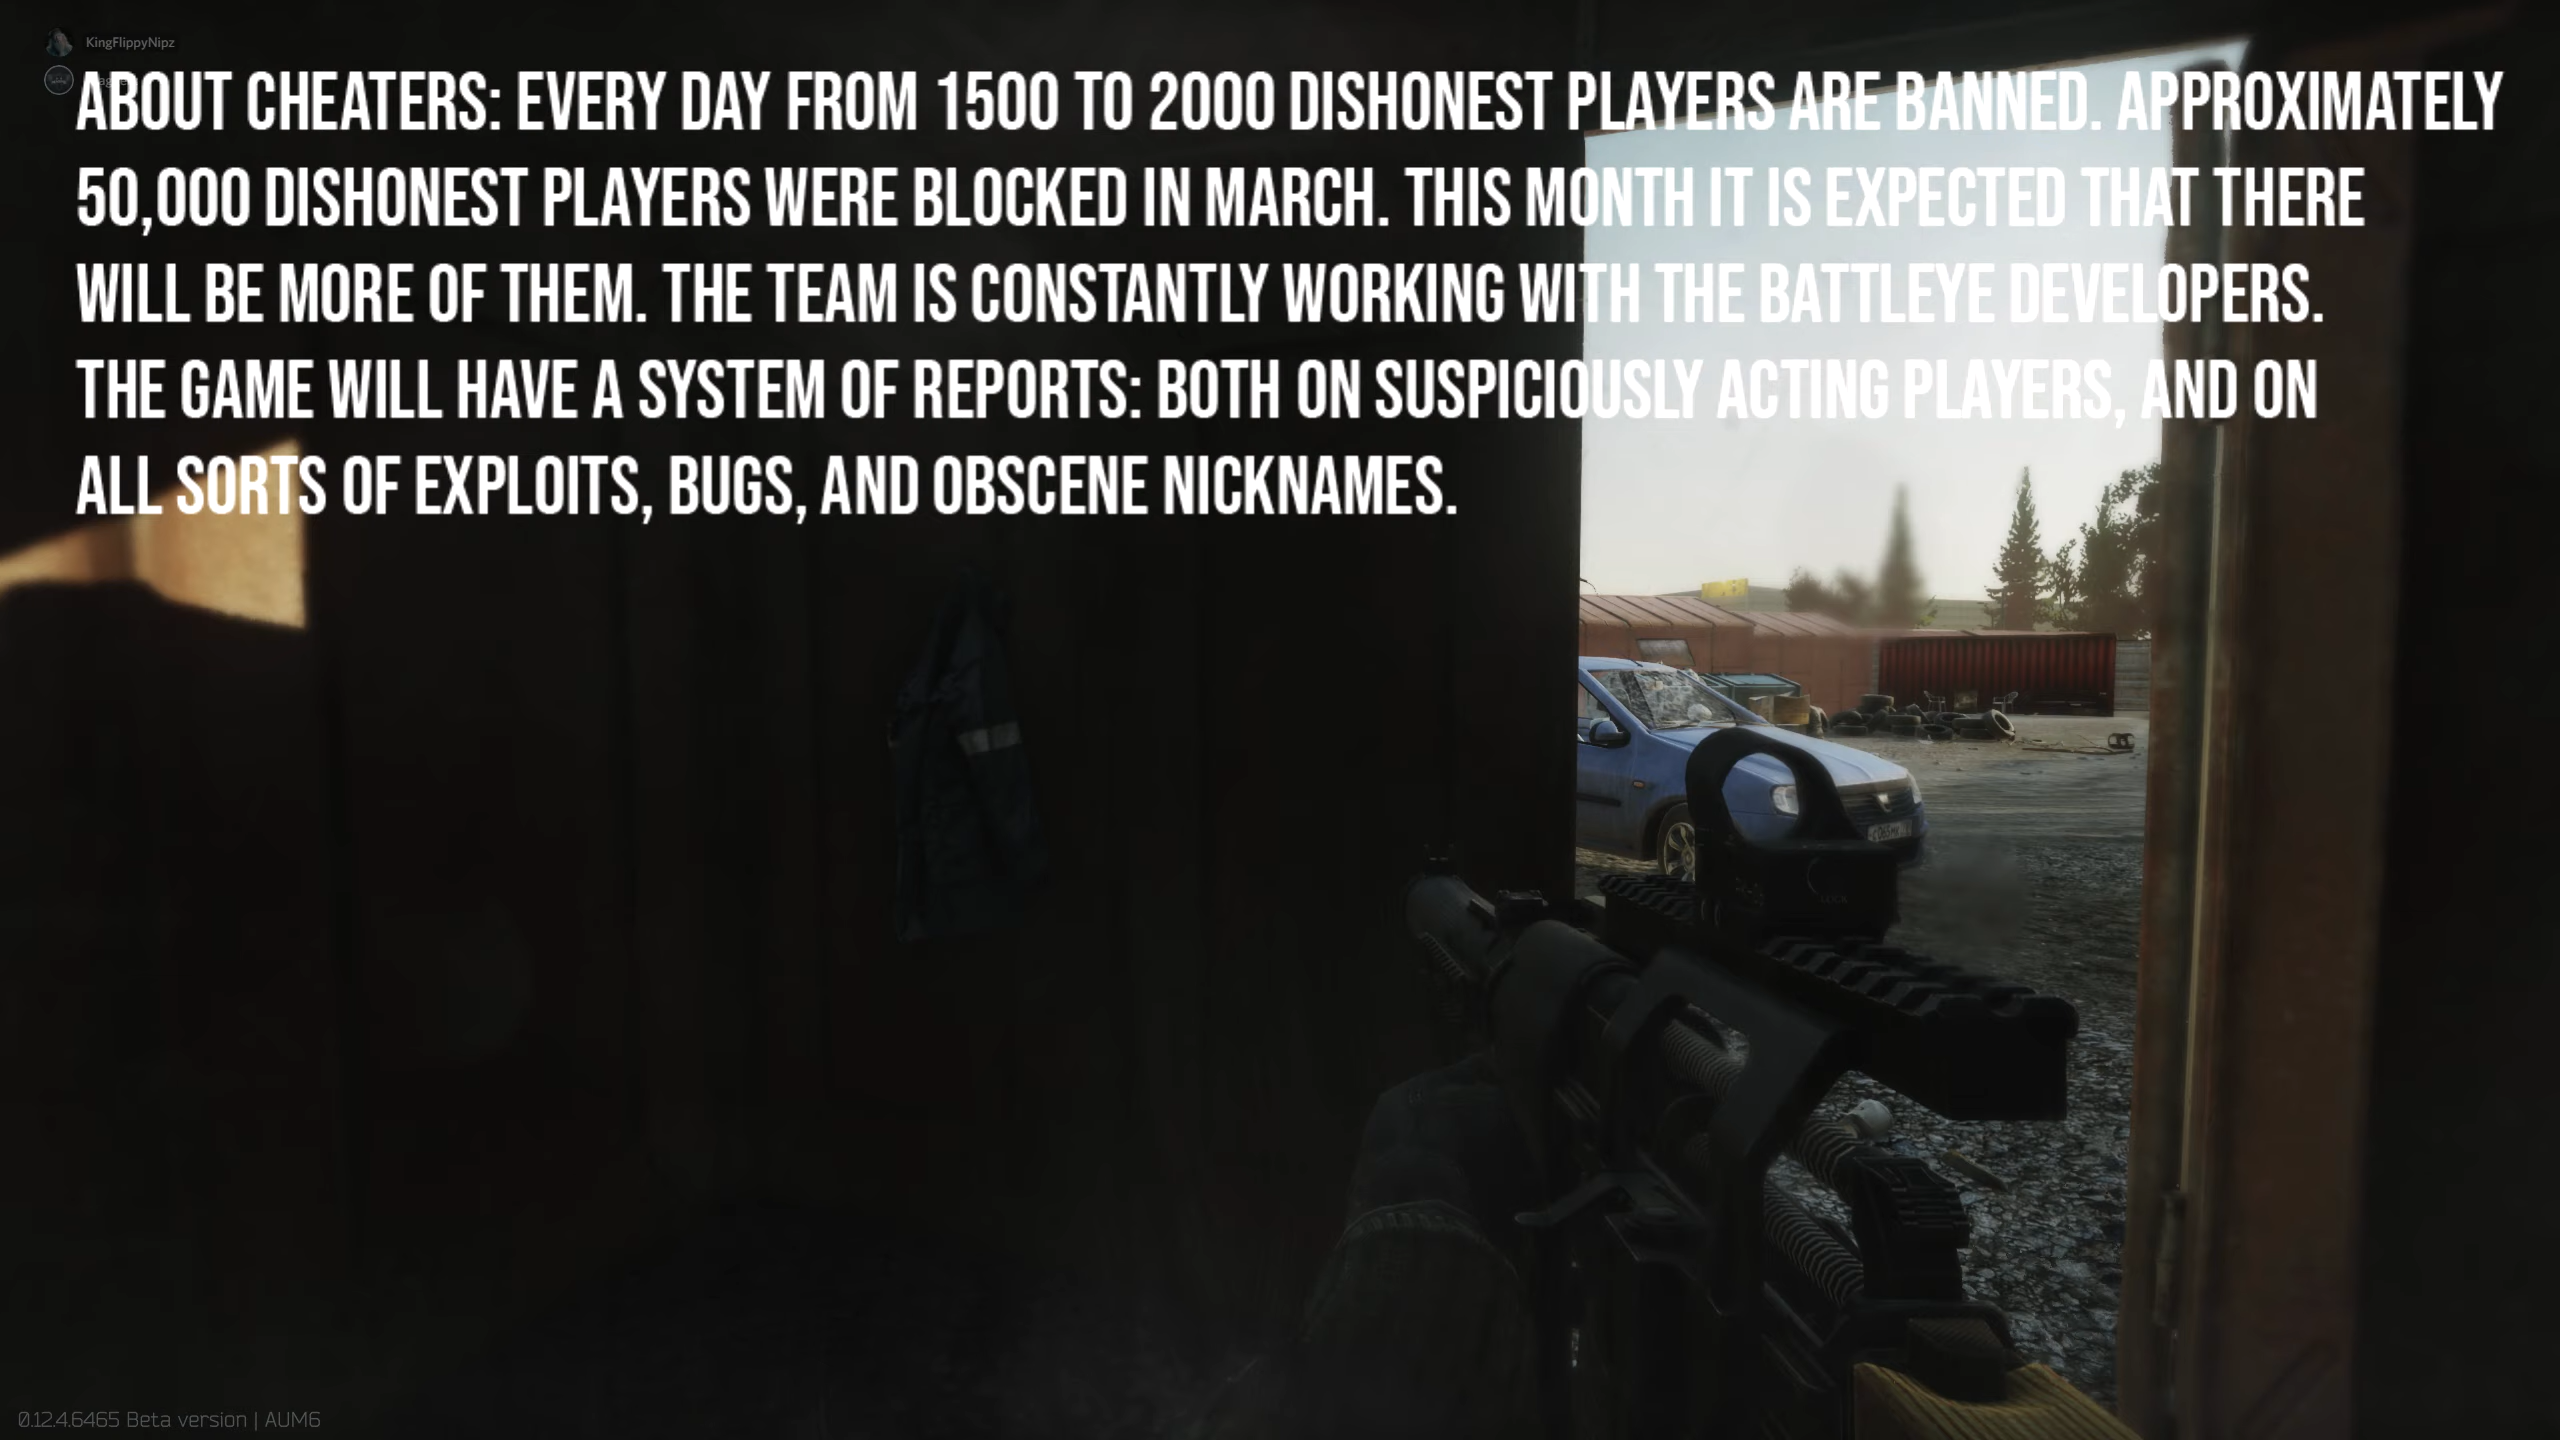 KingFlippyNipz
ABOUT CHEATERS: EVERY DAY FROM 1500 TO 2000 DISHONEST PLAYERS ARE BANNED. APPROXIMATELY
50,000 DISHONEST PLAYERS WERE BLOCKED IN MARCH. THIS MONTH IT IS EXPECTED THAT THERE
WILL BE MORE OF THEM. THE TEAM IS CONSTANTLY WORKING WITH THE BATTLEYE DEVELOPERS.
THE GAME WILL HAVE A SYSTEM OF REPORTS: BOTH ON SUSPICIOUSLY ACTING PLAYERS, AND ON
ALL SORTS OF EXPLOITS, BUGS, AND OBSCENE NICKNAMES.
LOCK
0.12.4.6465 Beta version | AUM6